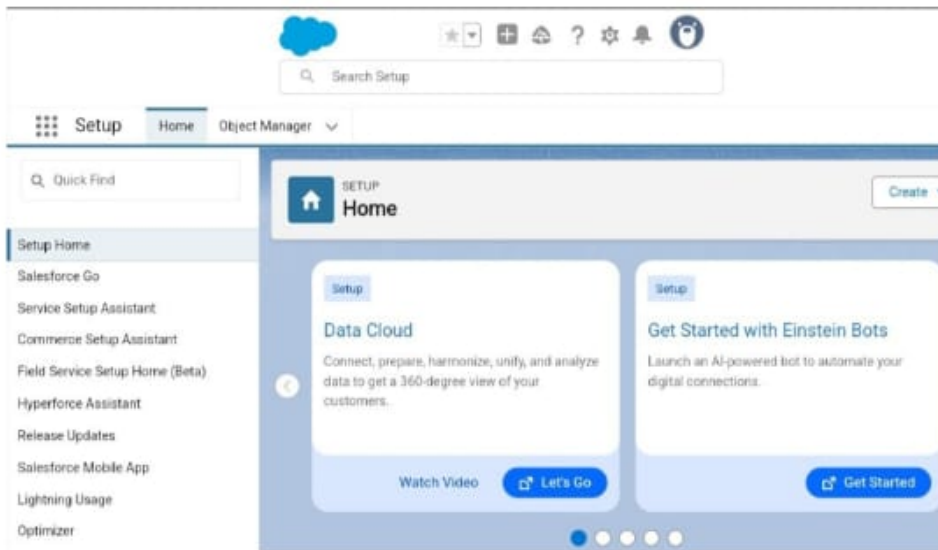 Search Setup
Setup
Home
Object Manager
Quick Find
Setup Home
Salesforce Go
Service Setup Assistant
Commerce Setup Assistant
Field Service Setup Home (Beta)
Hyperforce Assistant
Release Updates
Salesforce Mobile App
Lightning Usage
Optimizer
SETUP
Home
Create
Setup
Data Cloud
Connect, prepare, harmonize, unify, and analyze
data to get a 360-degree view of your
customers.
Watch Video
Let's Go
Setup
Get Started with Einstein Bots
Launch an AI-powered bot to automate your
digital connections.
Get Started